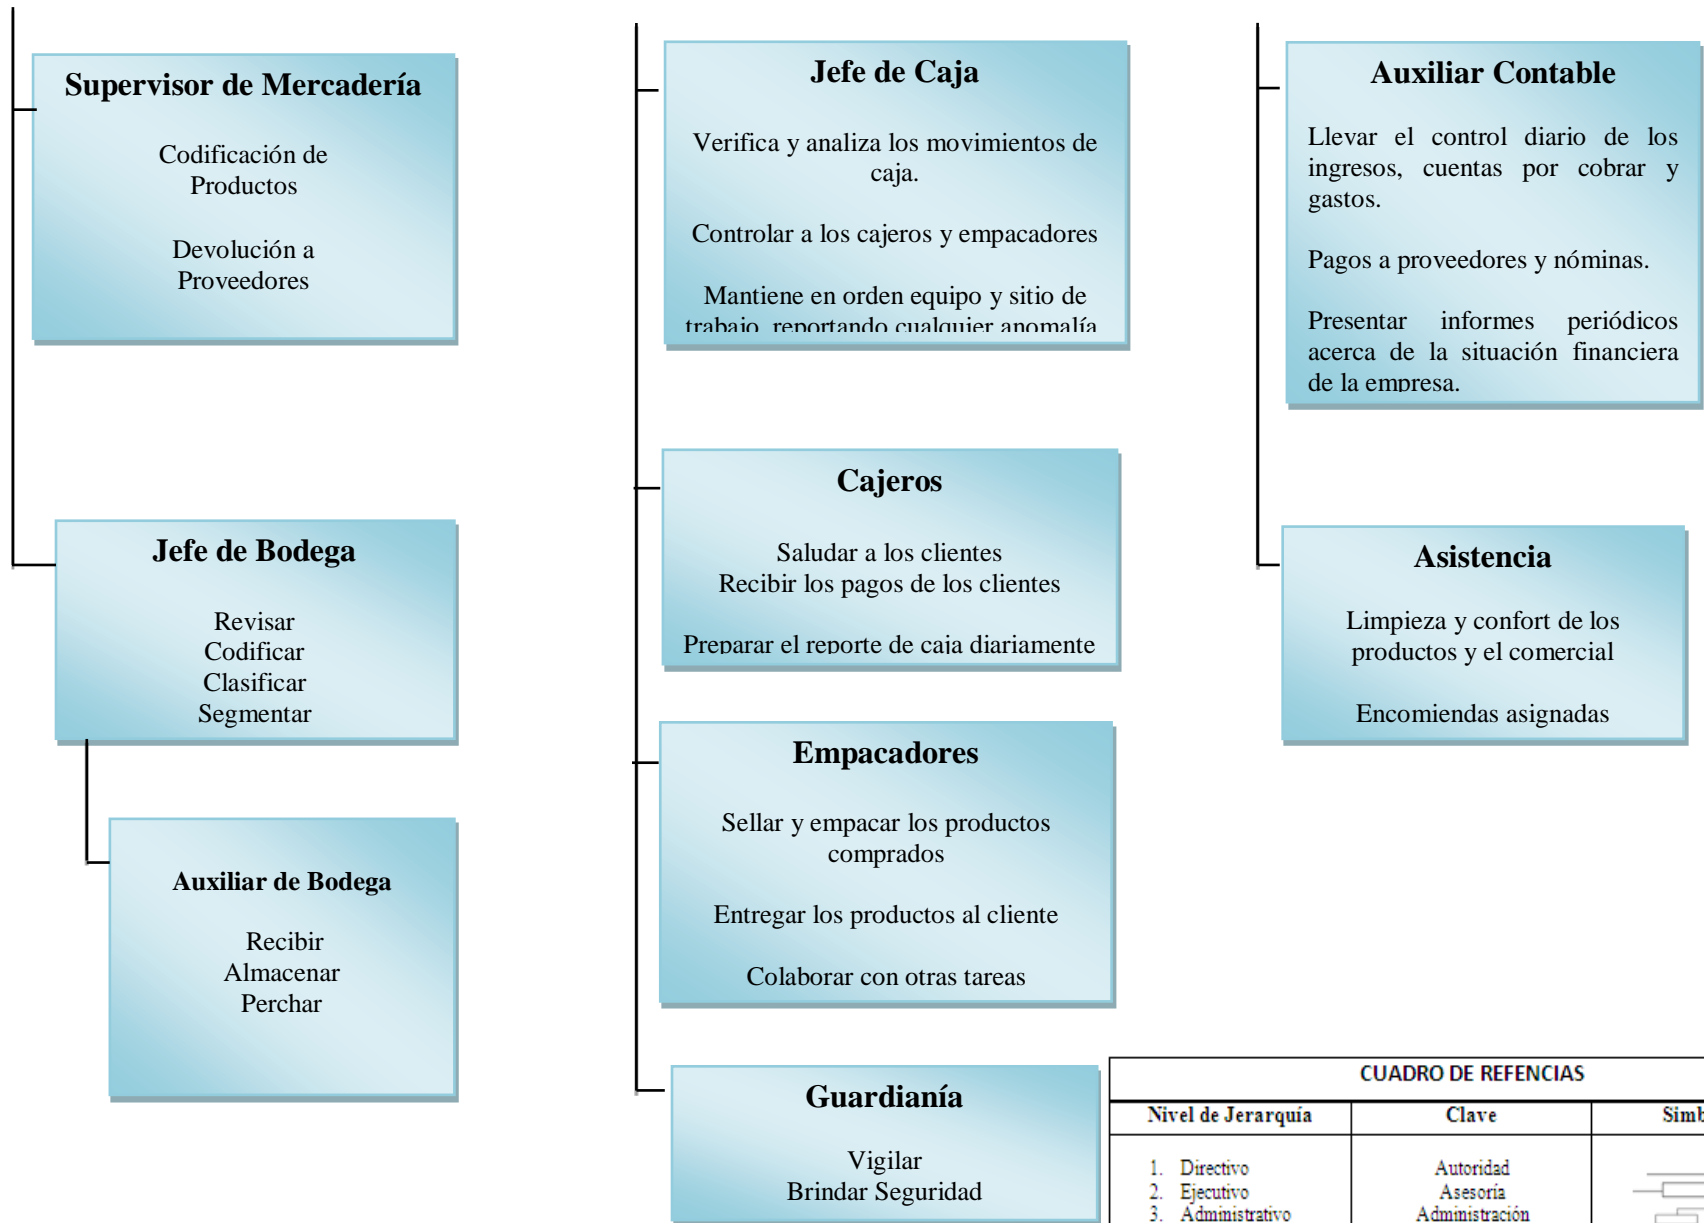 Supervisor de Mercadería
Codificación de
Productos
Devolución a
Proveedores
Jefe de Bodega
Revisar
Codificar
Clasificar
Segmentar
Auxiliar de Bodega
Recibir
Almacenar
Perchar
Jefe de Caja
Verifica y analiza los movimientos de
caja.
Controlar a los cajeros y empacadores
Mantiene en orden equipo y sitio de
trabajo, reportando cualquier anomalía
Cajeros
Saludar a los clientes
Recibir los pagos de los clientes
Preparar el reporte de caja diariamente
Empacadores
Sellar y empacar los productos
comprados
Entregar los productos al cliente
Colaborar con otras tareas
Guardianía
Vigilar
Brindar Seguridad
Auxiliar Contable
Llevar el control diario de los
ingresos, cuentas por cobrar y
gastos.
Pagos a proveedores y nóminas.
Presentar informes periódicos
acerca de la situación financiera
de la empresa.
Asistencia
Limpieza y confort de los
productos y el comercial
Encomiendas asignadas
CUADRO DE REFENCIAS
Nivel de Jerarquía Clave Simb
1. Directivo Autoridad
2. Ejecutivo Asesoría
3. Administrativo Administración